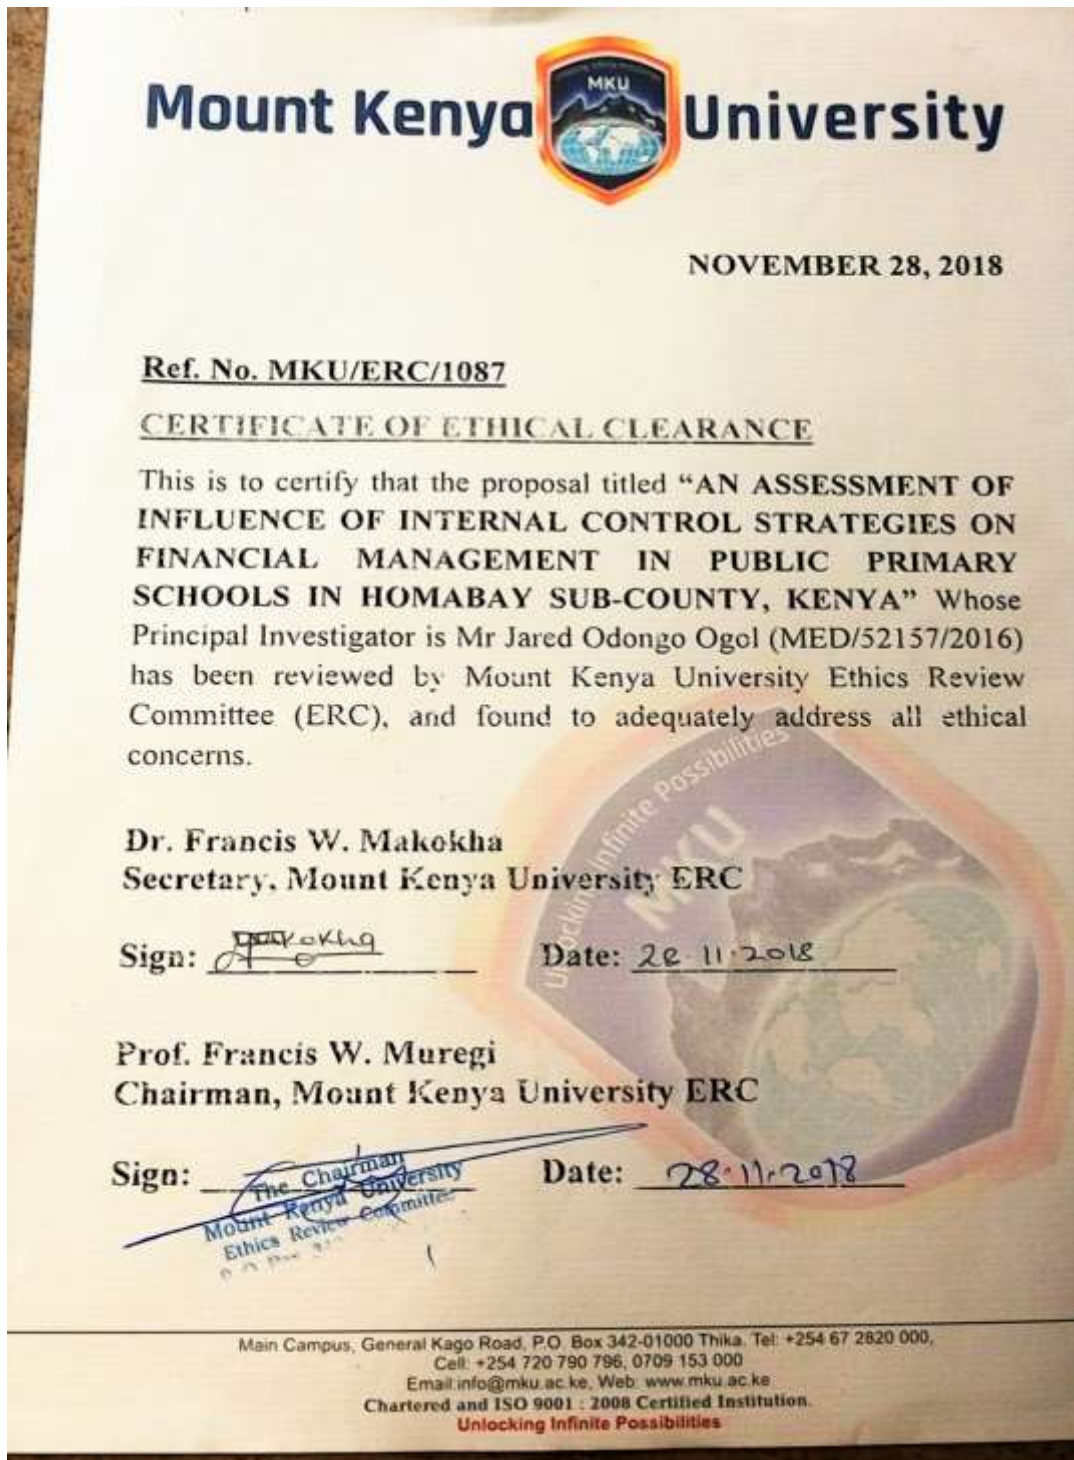 Mount Kenya MKU University
NOVEMBER 28, 2018
Ref. No. MKU/ERC/1087
CERTIFICATE OF ETHICAL CLEARANCE
This is to certify that the proposal titled “AN ASSESSMENT OF
INFLUENCE OF INTERNAL CONTROL STRATEGIES ON
FINANCIAL MANAGEMENT IN PUBLIC PRIMARY
SCHOOLS IN HOMABAY SUB-COUNTY, KENYA” Whose
Principal Investigator is Mr Jared Odongo Ogol (MED/52157/2016)
has been reviewed by Mount Kenya University Ethics Review
Committee (ERC), and found to adequately address all ethical
concerns.
Unlocking Infinite Possibilities
MKU
Dr. Francis W. Makokha
Secretary, Mount Kenya University ERC
Sign: Date: 28.11.2018
Prof. Francis W. Muregi
Chairman, Mount Kenya University ERC
Sign: Date: 28.11.2018
The Chairman
Mount Kenya University
Ethics Review Committee
Main Campus, General Kago Road, P.O. Box 342-01000 Thika. Tel: +254 67 2820 000,
Cell: +254 720 790 796, 0709 153 000
Email:info@mku.ac.ke, Web: www.mku.ac.ke
Chartered and ISO 9001 : 2008 Certified Institution.
Unlocking Infinite Possibilities